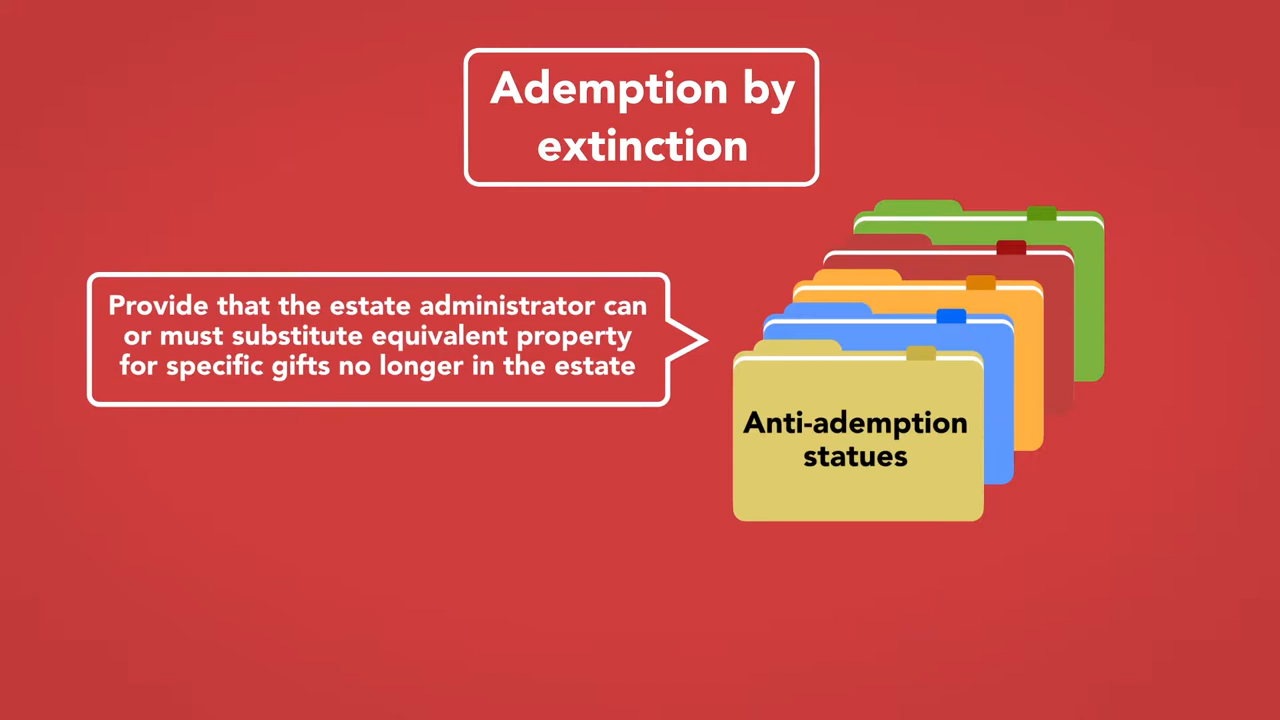 Ademption by
extinction
Provide that the estate administrator can
or must substitute equivalent property
for specific gifts no longer in the estate
Anti-ademption
statues